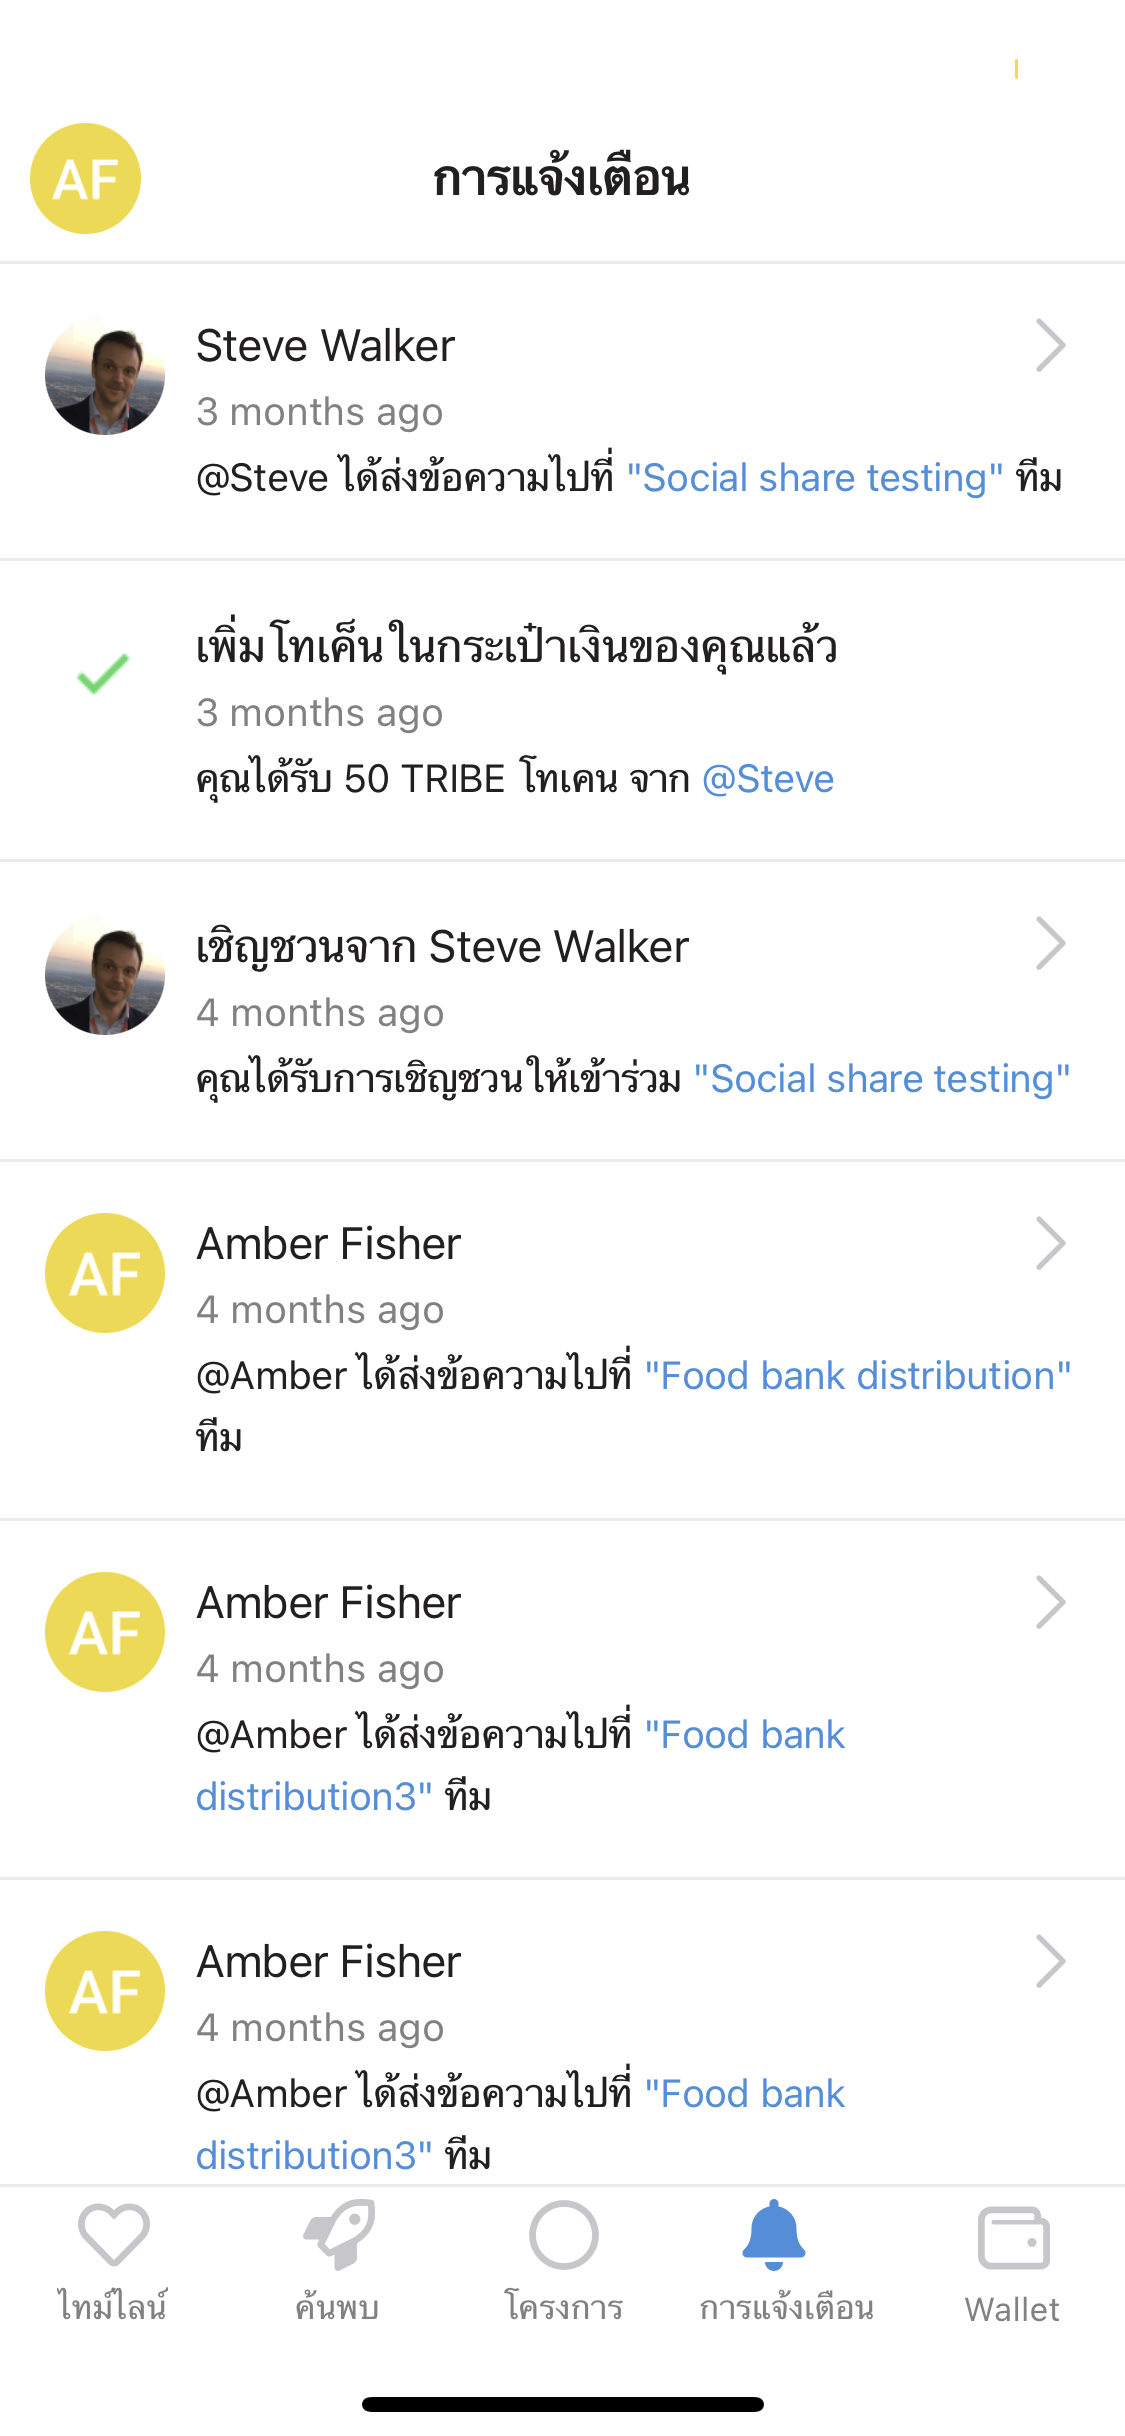 AF
การแจ้งเตือน
Steve Walker
3 months ago
@Steve ได้ส่งข้อความไปที่ "Social share testing" ทีม
เพิ่มโทเค็นในกระเป๋าเงินของคุณแล้ว
3 months ago
คุณได้รับ 50 TRIBE โทเคน จาก @Steve
เชิญชวนจาก Steve Walker
4 months ago
คุณได้รับการเชิญชวนให้เข้าร่วม "Social share testing"
AF
Amber Fisher
4 months ago
@Amber ได้ส่งข้อความไปที่ "Food bank distribution"
ทีม
AF
Amber Fisher
4 months ago
@Amber ได้ส่งข้อความไปที่ "Food bank
distribution3" ทีม
AF
Amber Fisher
4 months ago
@Amber ได้ส่งข้อความไปที่ "Food bank
distribution3" ทีม
ไทม์ไลน์
ค้นพบ
โครงการ
การแจ้งเตือน
Wallet